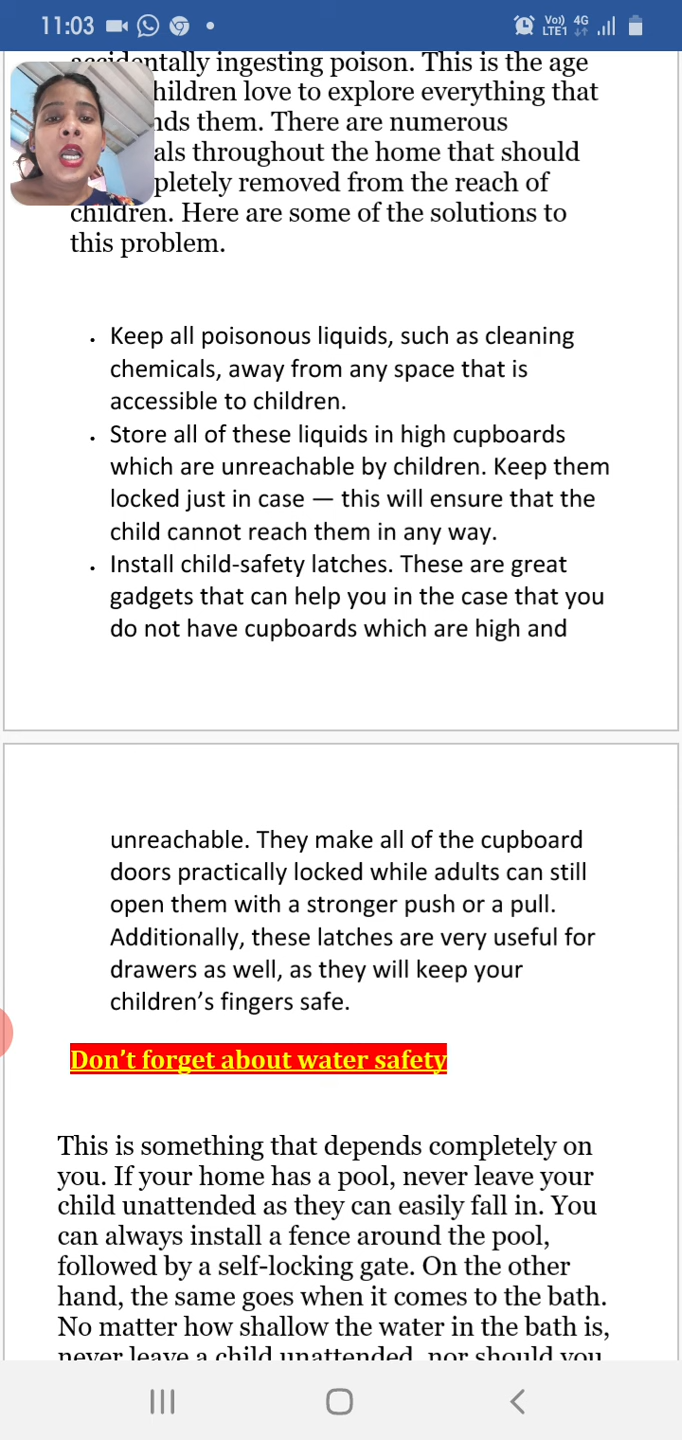 11:03
Vo)) 4G
LTE1
accidentally ingesting poison. This is the age
hildren love to explore everything that
nds them. There are numerous
als throughout the home that should
pletely removed from the reach of
children. Here are some of the solutions to
this problem.
• Keep all poisonous liquids, such as cleaning
chemicals, away from any space that is
accessible to children.
• Store all of these liquids in high cupboards
which are unreachable by children. Keep them
locked just in case — this will ensure that the
child cannot reach them in any way.
• Install child-safety latches. These are great
gadgets that can help you in the case that you
do not have cupboards which are high and
unreachable. They make all of the cupboard
doors practically locked while adults can still
open them with a stronger push or a pull.
Additionally, these latches are very useful for
drawers as well, as they will keep your
children’s fingers safe.
Don’t forget about water safety
This is something that depends completely on
you. If your home has a pool, never leave your
child unattended as they can easily fall in. You
can always install a fence around the pool,
followed by a self-locking gate. On the other
hand, the same goes when it comes to the bath.
No matter how shallow the water in the bath is,
never leave a child unattended, nor should you